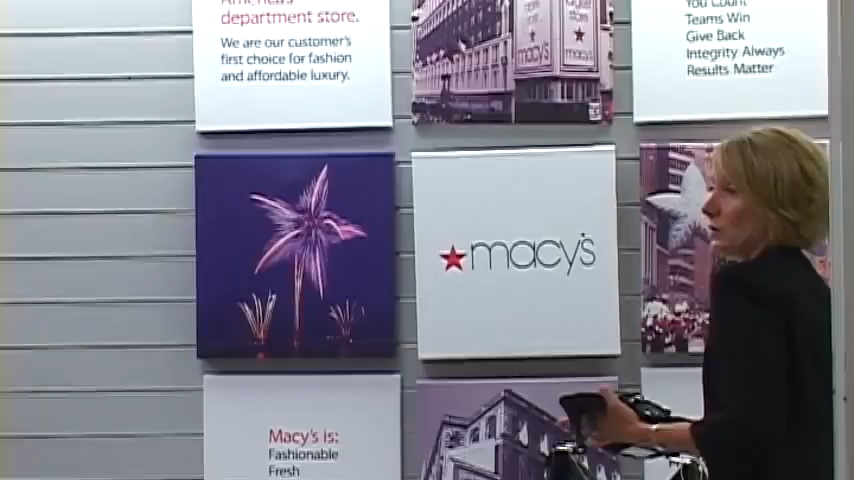 America's
department store.
We are our customer's
first choice for fashion
and affordable luxury.
macy's
macy's
You Count
Teams Win
Give Back
Integrity Always
Results Matter
macy's
Macy's is:
Fashionable
Fresh